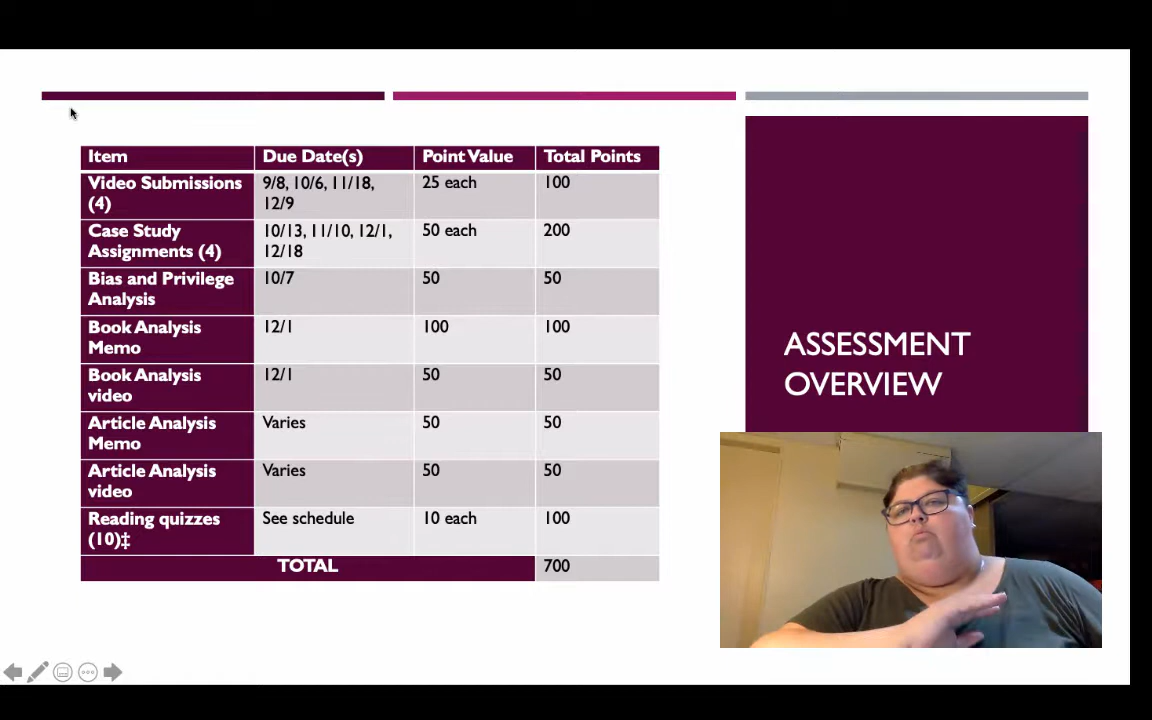 Item Due Date(s) Point Value Total Points
Video Submissions 9/8, 10/6, 11/18, 25 each 100
(4) 12/9
Case Study 10/13, 11/10, 12/1, 50 each 200
Assignments (4) 12/18
Bias and Privilege 10/7 50 50
Analysis
Book Analysis 12/1 100 100
Memo
Book Analysis 12/1 50 50
video
Article Analysis Varies 50 50
Memo
Article Analysis Varies 50 50
video
Reading quizzes See schedule 10 each 100
(10)‡
TOTAL 700
ASSESSMENT
OVERVIEW